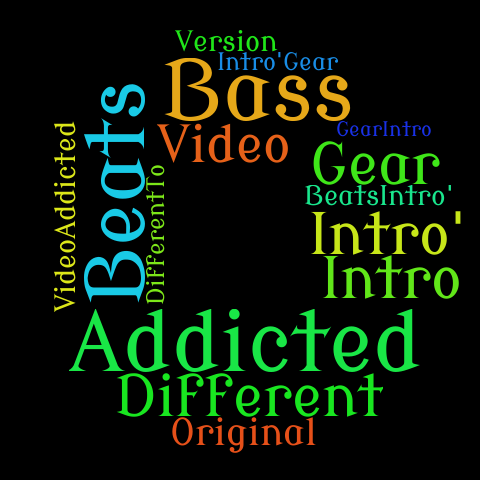 Version
Intro'Gear
Bass
Video
GearIntro
Gear
BeatsIntro'
Intro'
Intro
VideoAddicted
Beats
DifferentTo
Addicted
Different
Original